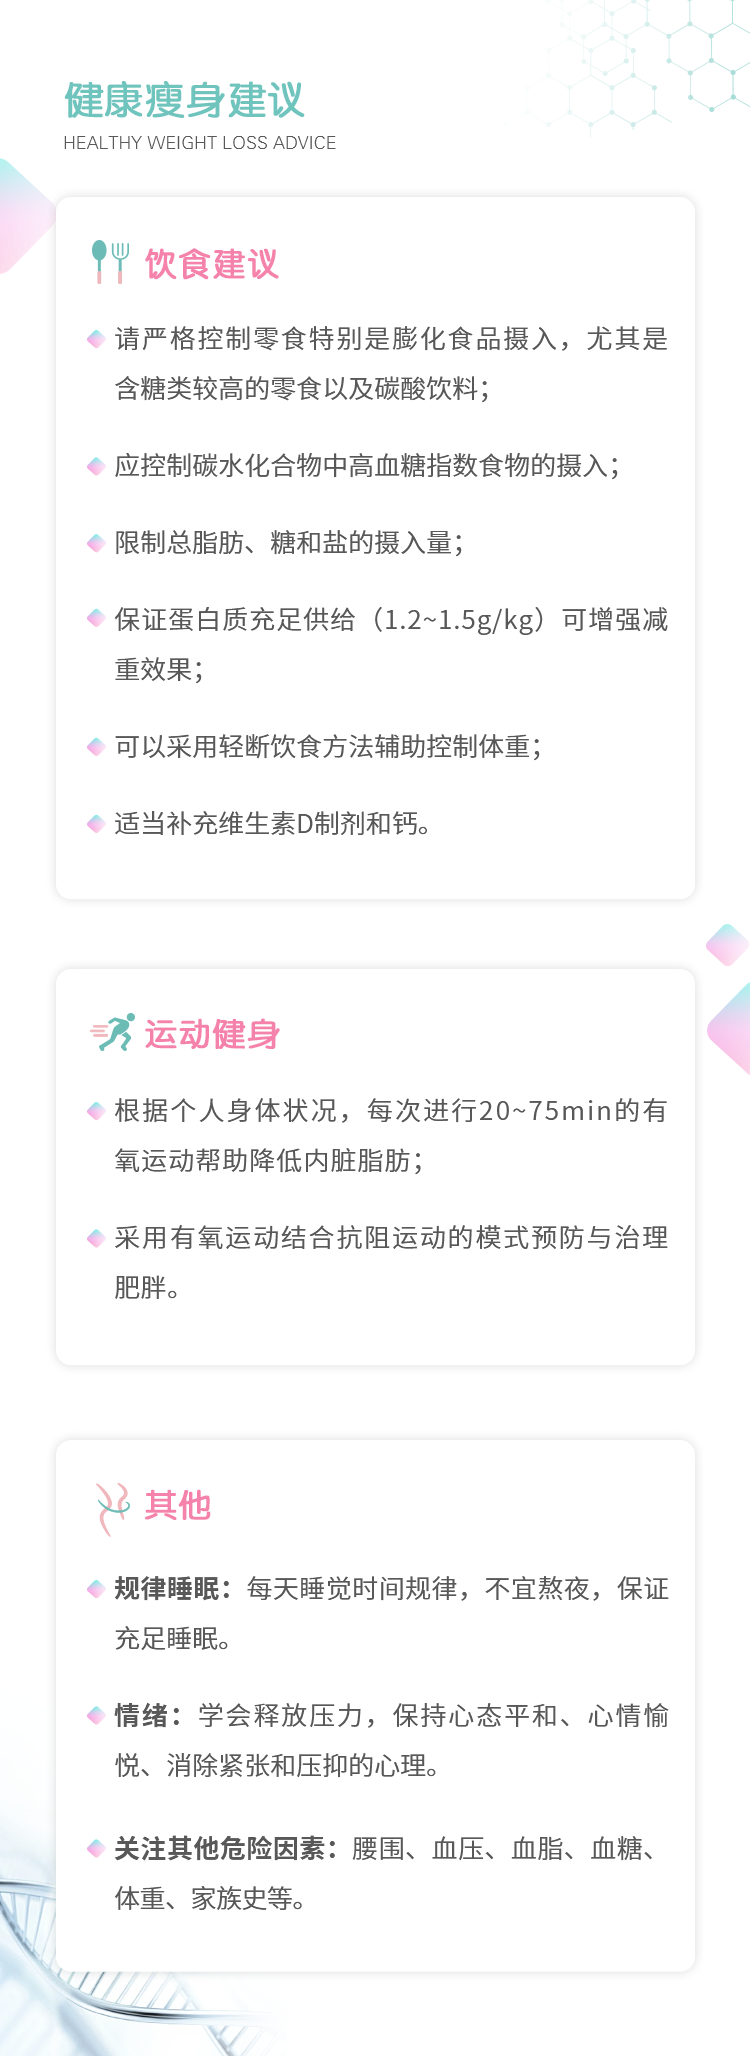 健康瘦身建议
HEALTHY WEIGHT LOSS ADVICE
饮食建议
请严格控制零食特别是膨化食品摄入，尤其是
含糖类较高的零食以及碳酸饮料；
应控制碳水化合物中高血糖指数食物的摄入；
限制总脂肪、糖和盐的摄入量；
保证蛋白质充足供给（1.2~1.5g/kg）可增强减
重效果；
可以采用轻断饮食方法辅助控制体重；
适当补充维生素D制剂和钙。
运动健身
根据个人身体状况，每次进行20~75min的有
氧运动帮助降低内脏脂肪；
采用有氧运动结合抗阻运动的模式预防与治理
肥胖。
其他
规律睡眠：每天睡觉时间规律，不宜熬夜，保证
充足睡眠。
情绪：学会释放压力，保持心态平和、心情愉
悦、消除紧张和压抑的心理。
关注其他危险因素：腰围、血压、血脂、血糖、
体重、家族史等。